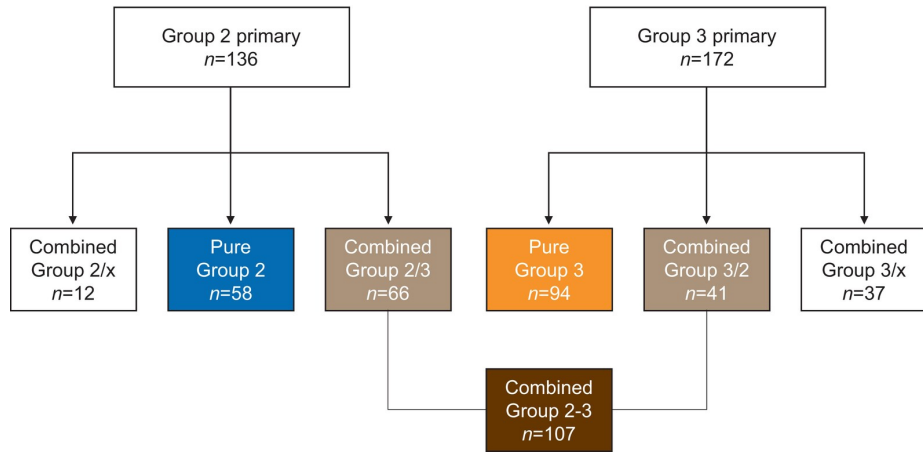 Group 2 primary
n=136
Group 3 primary
n=172
Combined
Group 2/x
n=12
Pure
Group 2
n=58
Combined
Group 2/3
n=66
Pure
Group 3
n=94
Combined
Group 3/2
n=41
Combined
Group 3/x
n=37
Combined
Group 2-3
n=107